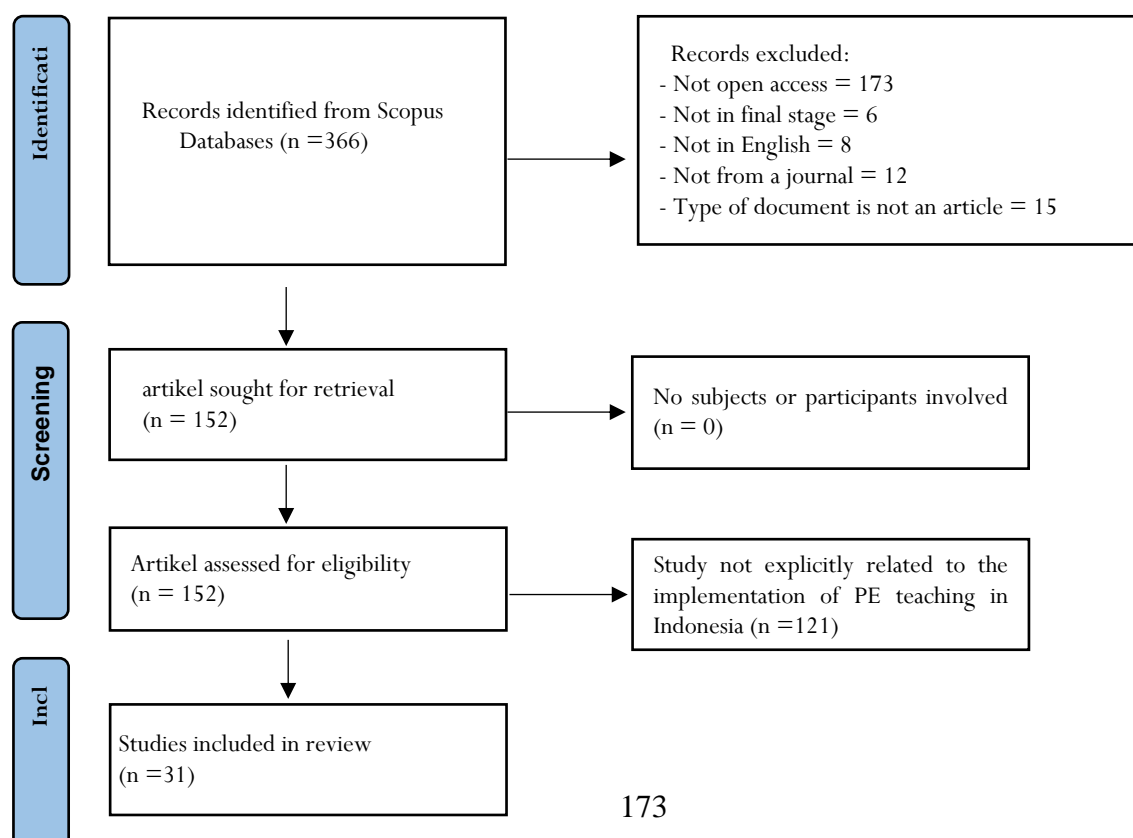 Identificati
Records identified from Scopus
Databases (n =366)
Records excluded:
- Not open access = 173
- Not in final stage = 6
- Not in English = 8
- Not from a journal = 12
- Type of document is not an article = 15
Screening
artikel sought for retrieval
(n = 152)
No subjects or participants involved
(n = 0)
Artikel assessed for eligibility
(n = 152)
Study not explicitly related to the
implementation of PE teaching in
Indonesia (n =121)
Incl
Studies included in review
(n =31)
173